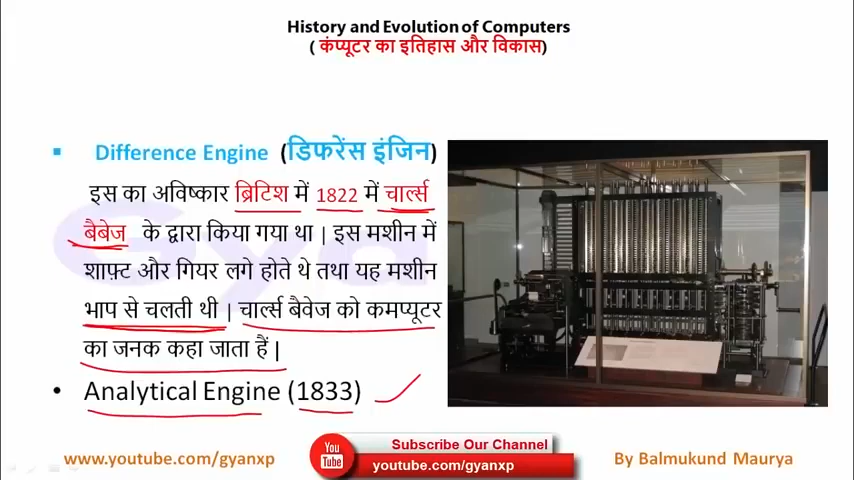 History and Evolution of Computers
( कंप्यूटर का इतिहास और विकास)
Difference Engine (डिफरेंस इंजिन)
इस का अविष्कार ब्रिटिश में 1822 में चार्ल्स
बैबेज के द्वारा किया गया था | इस मशीन में
शाफ़्ट और गियर लगे होते थे तथा यह मशीन
भाप से चलती थी | चार्ल्स बैवेज को कमप्यूटर
का जनक कहा जाता हैं |
• Analytical Engine (1833)
www.youtube.com/gyanxp
You Tube
Subscribe Our Channel
youtube.com/gyanxp
By Balmukund Maurya